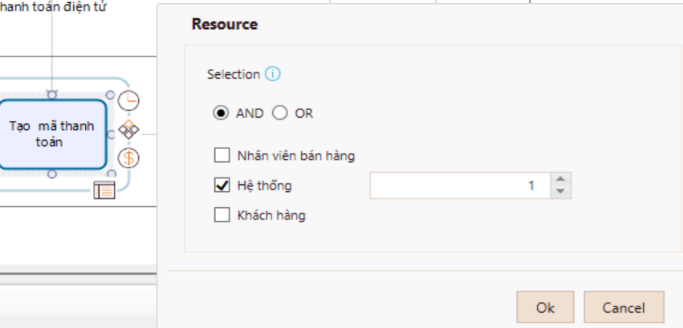 hanh toán điện tử
Tạo mã thanh
toán
$
Resource
Selection
AND
OR
Nhân viên bán hàng
Hệ thống
1
Khách hàng
Ok
Cancel